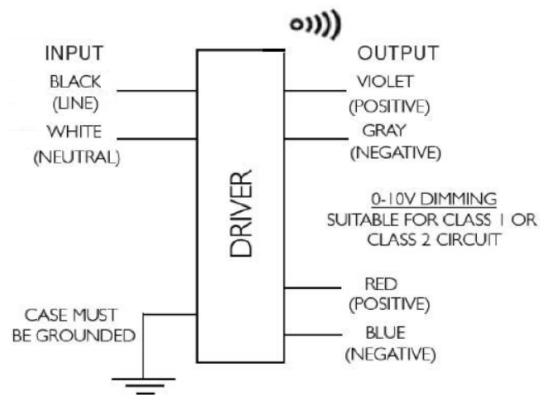 INPUT
BLACK
(LINE)
WHITE
(NEUTRAL)
CASE MUST
BE GROUNDED
DRIVER
OUTPUT
VIOLET
(POSITIVE)
GRAY
(NEGATIVE)
0-10V DIMMING
SUITABLE FOR CLASS 1 OR
CLASS 2 CIRCUIT
RED
(POSITIVE)
BLUE
(NEGATIVE)